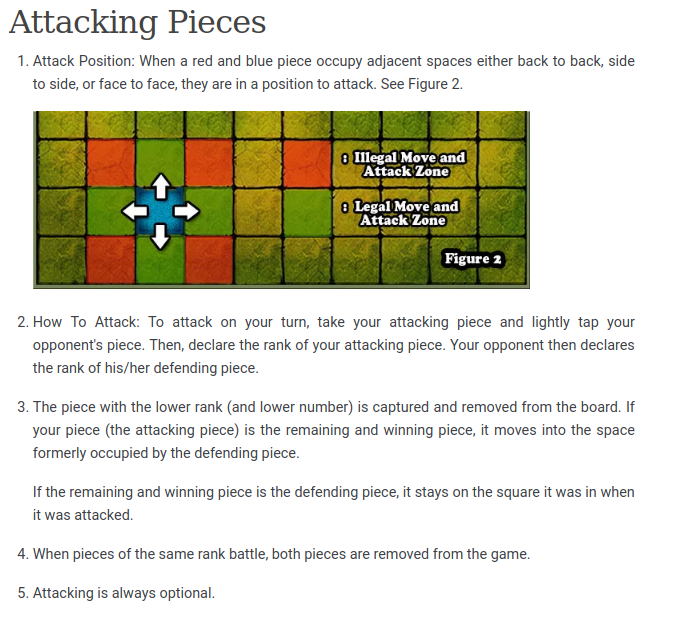 Attacking Pieces
1. Attack Position: When a red and blue piece occupy adjacent spaces either back to back, side
to side, or face to face, they are in a position to attack. See Figure 2.
: Illegal Move and
Attack Zone
: Legal Move and
Attack Zone
Figure 2
2. How To Attack: To attack on your turn, take your attacking piece and lightly tap your
opponent's piece. Then, declare the rank of your attacking piece. Your opponent then declares
the rank of his/her defending piece.
3. The piece with the lower rank (and lower number) is captured and removed from the board. If
your piece (the attacking piece) is the remaining and winning piece, it moves into the space
formerly occupied by the defending piece.
If the remaining and winning piece is the defending piece, it stays on the square it was in when
it was attacked.
4. When pieces of the same rank battle, both pieces are removed from the game.
5. Attacking is always optional.